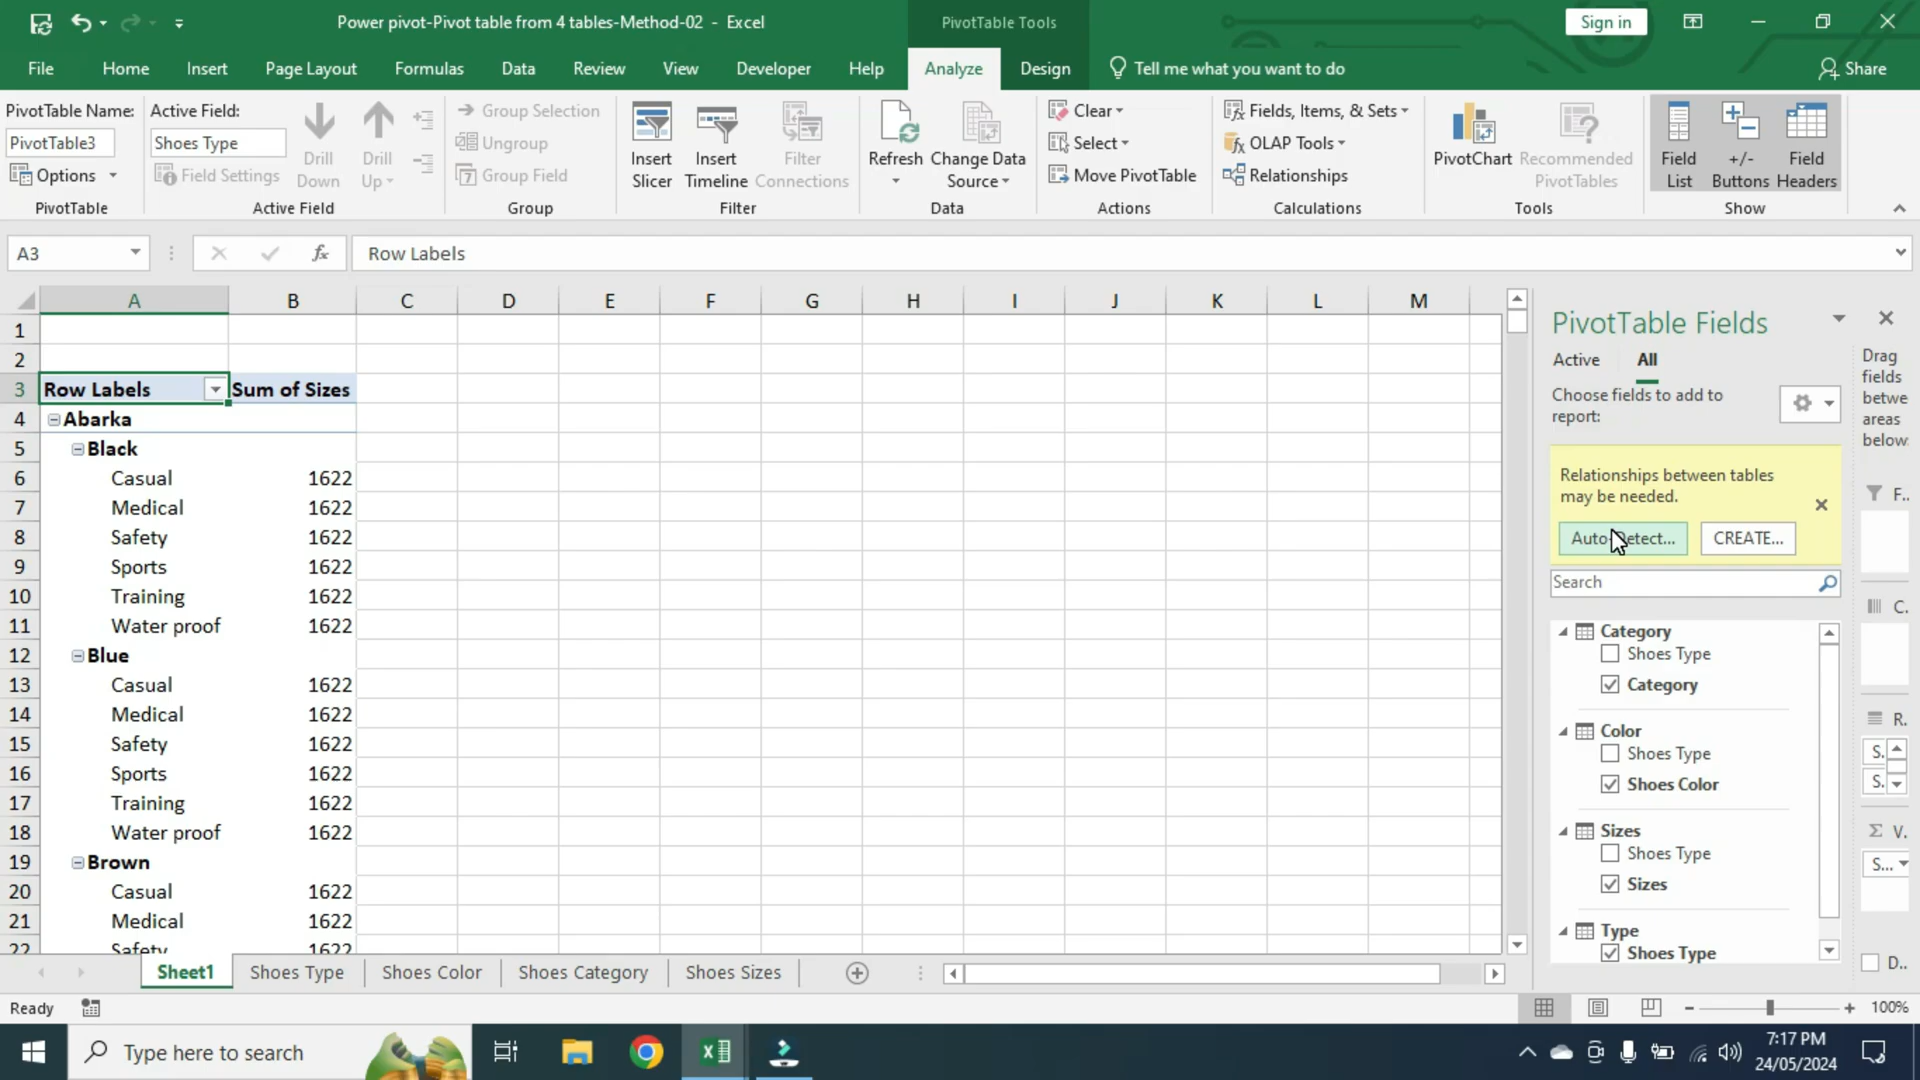 Power pivot-Pivot table from 4 tables-Method-02 - Excel
PivotTable Tools
Sign in
File Home Insert Page Layout Formulas Data Review View Developer Help Analyze Design Tell me what you want to do Share
PivotTable Name:
PivotTable3
Options
PivotTable
Active Field:
Shoes Type
Field Settings
Drill Down
Drill Up
Active Field
Group Selection
Ungroup
Group Field
Group
Insert Slicer
Insert Timeline
Filter Connections
Filter
Refresh
Change Data Source
Data
Clear
Select
Move PivotTable
Actions
Fields, Items, & Sets
OLAP Tools
Relationships
Calculations
PivotChart
Recommended PivotTables
Tools
Field List
+/- Buttons
Field Headers
Show
A3
fx
Row Labels
A B C D E F G H I J K L M
1
2
3 Row Labels Sum of Sizes
4 Abarka
5 Black
6 Casual 1622
7 Medical 1622
8 Safety 1622
9 Sports 1622
10 Training 1622
11 Water proof 1622
12 Blue
13 Casual 1622
14 Medical 1622
15 Safety 1622
16 Sports 1622
17 Training 1622
18 Water proof 1622
19 Brown
20 Casual 1622
21 Medical 1622
22 Safety 1622
PivotTable Fields
Active All
Choose fields to add to
report:
Relationships between tables
may be needed.
Auto-Detect... CREATE...
Search
Category
Shoes Type
Category
Color
Shoes Type
Shoes Color
Sizes
Shoes Type
Sizes
Type
Shoes Type
Drag
fields
betwe
areas
below:
F..
C.
R.
S.
S.
Σ V.
S...
D..
Sheet1 Shoes Type Shoes Color Shoes Category Shoes Sizes
Ready
100%
Type here to search
7:17 PM
24/05/2024